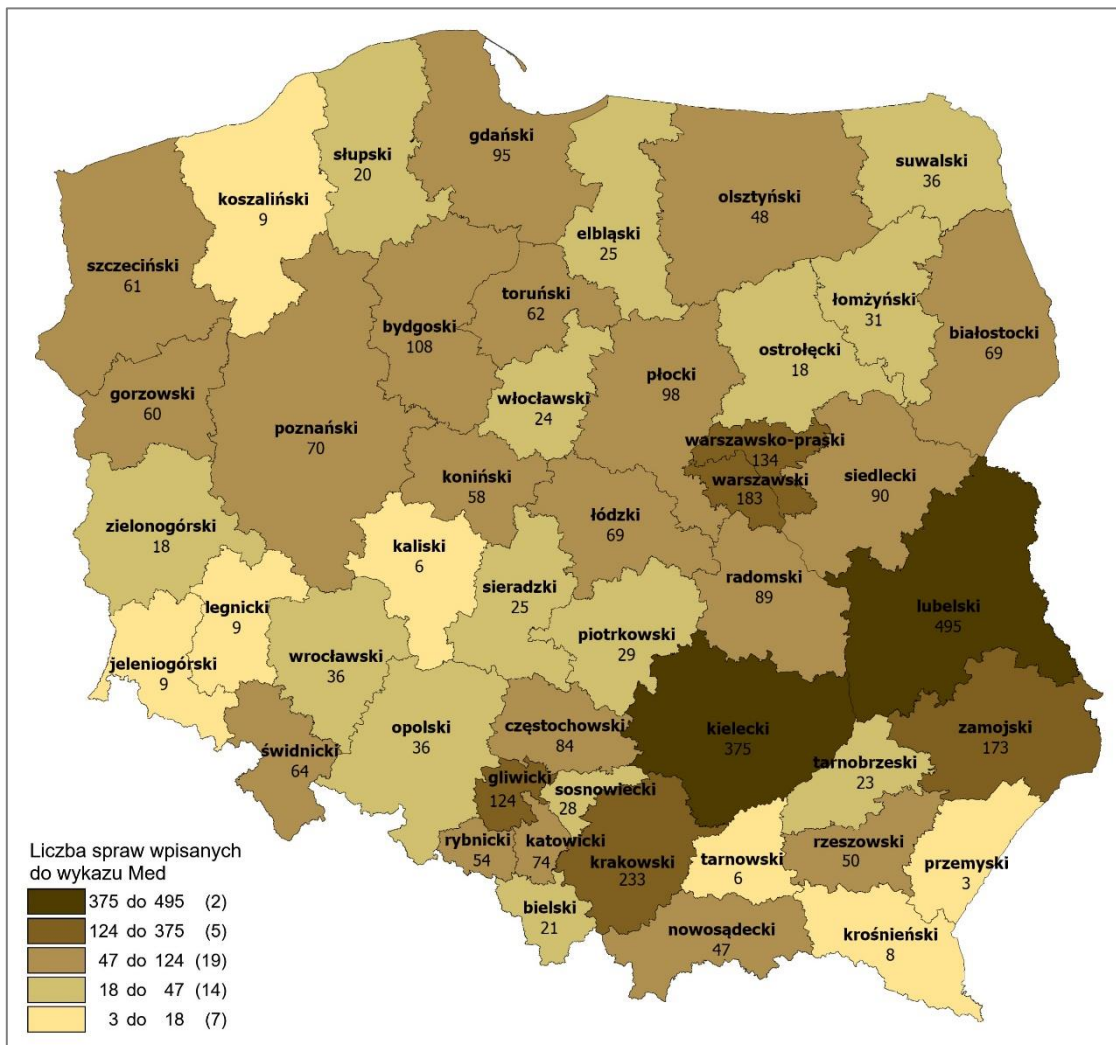 gdański
95
słupski
20
suwalski
36
koszaliński
9
olsztyński
48
elbląski
25
szczeciński
61
toruński
62
łomżyński
31
bydgoski
108
białostocki
69
ostrołęcki
18
płocki
98
gorzowski
60
włocławski
24
poznański
70
warszawsko-praski
134
koniński
58
warszawski
183
siedlecki
90
łódzki
69
zielonogórski
18
kaliski
6
sieradzki
25
radomski
89
legnicki
9
lubelski
495
piotrkowski
29
wrocławski
36
jeleniogórski
9
opolski
36
częstochowski
84
kielecki
375
zamojski
173
świdnicki
64
tarnobrzeski
23
gliwicki
124
sosnowiecki
28
rybnicki
54
katowicki
74
krakowski
233
tarnowski
6
rzeszowski
50
przemyski
3
bielski
21
nowosądecki
47
krośnieński
8
Liczba spraw wpisanych
do wykazu Med
375 do 495 (2)
124 do 375 (5)
47 do 124 (19)
18 do 47 (14)
3 do 18 (7)